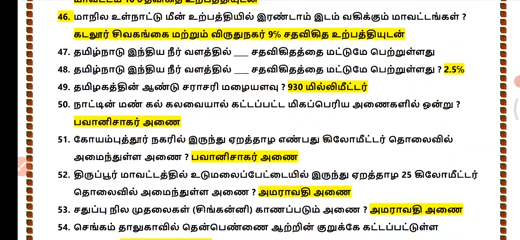 46. மாநில உள்நாட்டு மீன் உற்பத்தியில் இரண்டாம் இடம் வகிக்கும் மாவட்டங்கள் ?
கடலூர் சிவகங்கை மற்றும் விருதுநகர் 9% சதவிகித உற்பத்தியுடன்
47. தமிழ்நாடு இந்திய நீர் வளத்தில் ___ சதவிகிதத்தை மட்டுமே பெற்றுள்ளது
48. தமிழ்நாடு இந்திய நீர் வளத்தில் ___ சதவிகிதத்தை மட்டுமே பெற்றுள்ளது ? 2.5%
49. தமிழகத்தின் ஆண்டு சராசரி மழையளவு ? 930 மில்லிமீட்டர்
50. நாட்டின் மண் கல் கலவையால் கட்டப்பட்ட மிகப்பெரிய அணைகளில் ஒன்று ?
பவானிசாகர் அணை
51. கோயம்புத்தூர் நகரில் இருந்து ஏறத்தாழ எண்பது கிலோமீட்டர் தொலைவில்
அமைந்துள்ள அணை ? பவானிசாகர் அணை
52. திருப்பூர் மாவட்டத்தில் உடுமலைப்பேட்டையில் இருந்து ஏறத்தாழ 25 கிலோமீட்டர்
தொலைவில் அமைந்துள்ள அணை ? அமராவதி அணை
53. சதுப்பு நில முதலைகள் (சிங்கன்னி) காணப்படும் அணை ? அமராவதி அணை
54. செங்கம் தாலுகாவில் தென்பெண்ணை ஆற்றின் குறுக்கே கட்டப்பட்டுள்ள